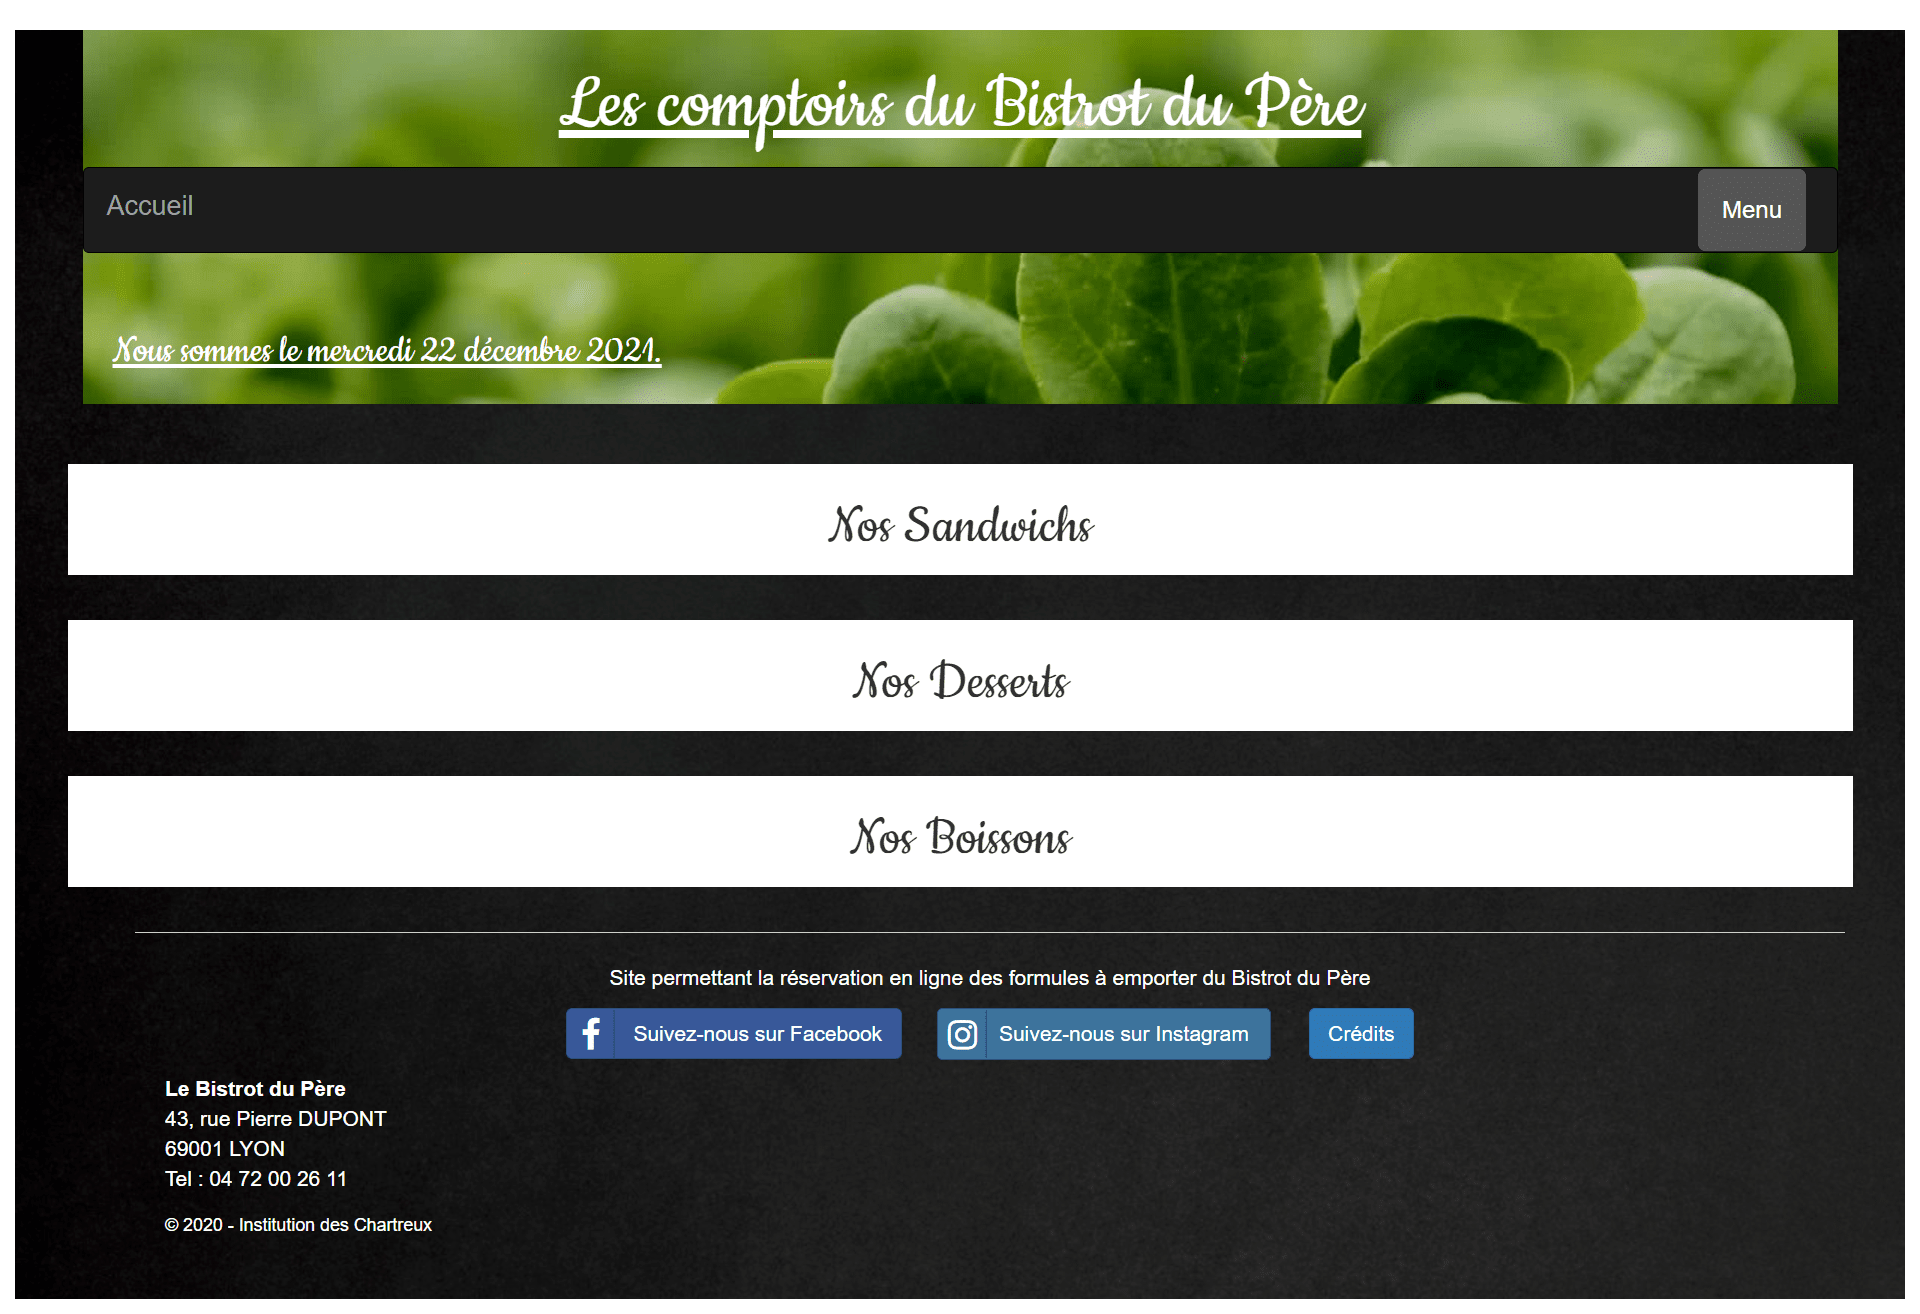 Les comptoirs du Bistrot du Père
Accueil
Menu
Nous sommes le mercredi 22 décembre 2021.
Nos Sandwichs
Nos Desserts
Nos Boissons
Site permettant la réservation en ligne des formules à emporter du Bistrot du Père
Suivez-nous sur Facebook
Suivez-nous sur Instagram
Crédits
Le Bistrot du Père
43, rue Pierre DUPONT
69001 LYON
Tel : 04 72 00 26 11
© 2020 - Institution des Chartreux